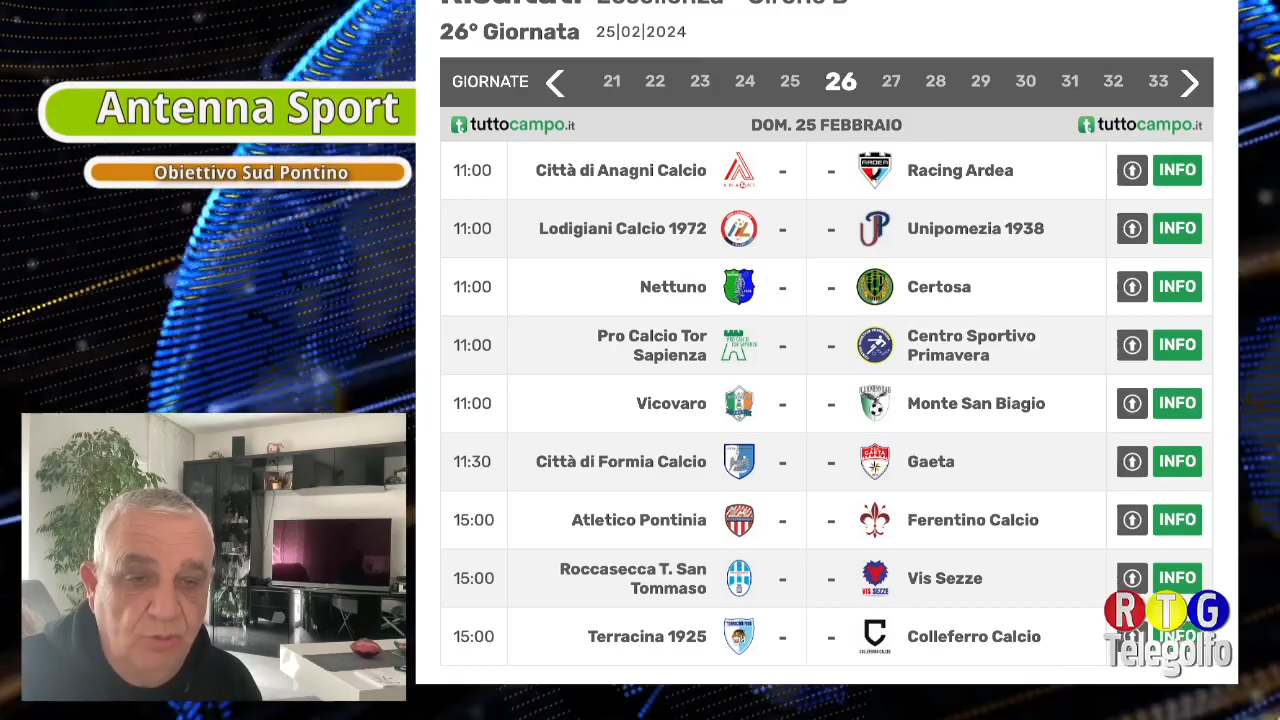 Risultati Eccellenza - Girone B
26° Giornata 25|02|2024
GIORNATE 21 22 23 24 25 26 27 28 29 30 31 32 33
tuttocampo.it DOM. 25 FEBBRAIO tuttocampo.it
Antenna Sport
Obiettivo Sud Pontino
11:00 Città di Anagni Calcio - - Racing Ardea INFO
11:00 Lodigiani Calcio 1972 - - Unipomezia 1938 INFO
11:00 Nettuno - - Certosa INFO
11:00 Pro Calcio Tor Sapienza - - Centro Sportivo Primavera INFO
11:00 Vicovaro - - Monte San Biagio INFO
11:30 Città di Formia Calcio - - Gaeta INFO
15:00 Atletico Pontinia - - Ferentino Calcio INFO
15:00 Roccasecca T. San Tommaso - - Vis Sezze INFO
15:00 Terracina 1925 - - Colleferro Calcio INFO
RTG
Telegolfo